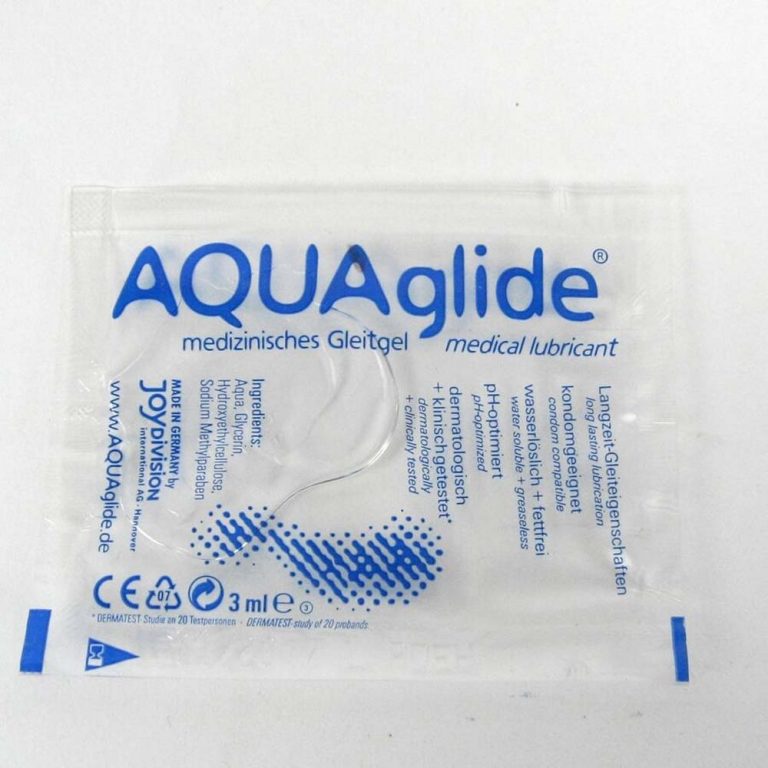 AQUAglide®
medizinisches Gleitgel
medical lubricant
Langzeit-Gleiteigenschaften
long lasting lubrication
kondomgeeignet
condom compatible
wasserlöslich + fettfrei
water soluble + greaseless
pH-optimiert
pH-optimized
dermatologisch
+ klinisch getestet*
dermatologically
+ clinically tested
Ingredients:
Aqua, Glycerin,
Hydroxyethylcellulose,
Sodium Methylparaben
MADE IN GERMANY by
JOYDIVISION
international AG · Hannover
www.AQUAglide.de
CE 07 3 ml e 3
* DERMATEST-Studie an 20 Testpersonen · DERMATEST-study of 20 probands